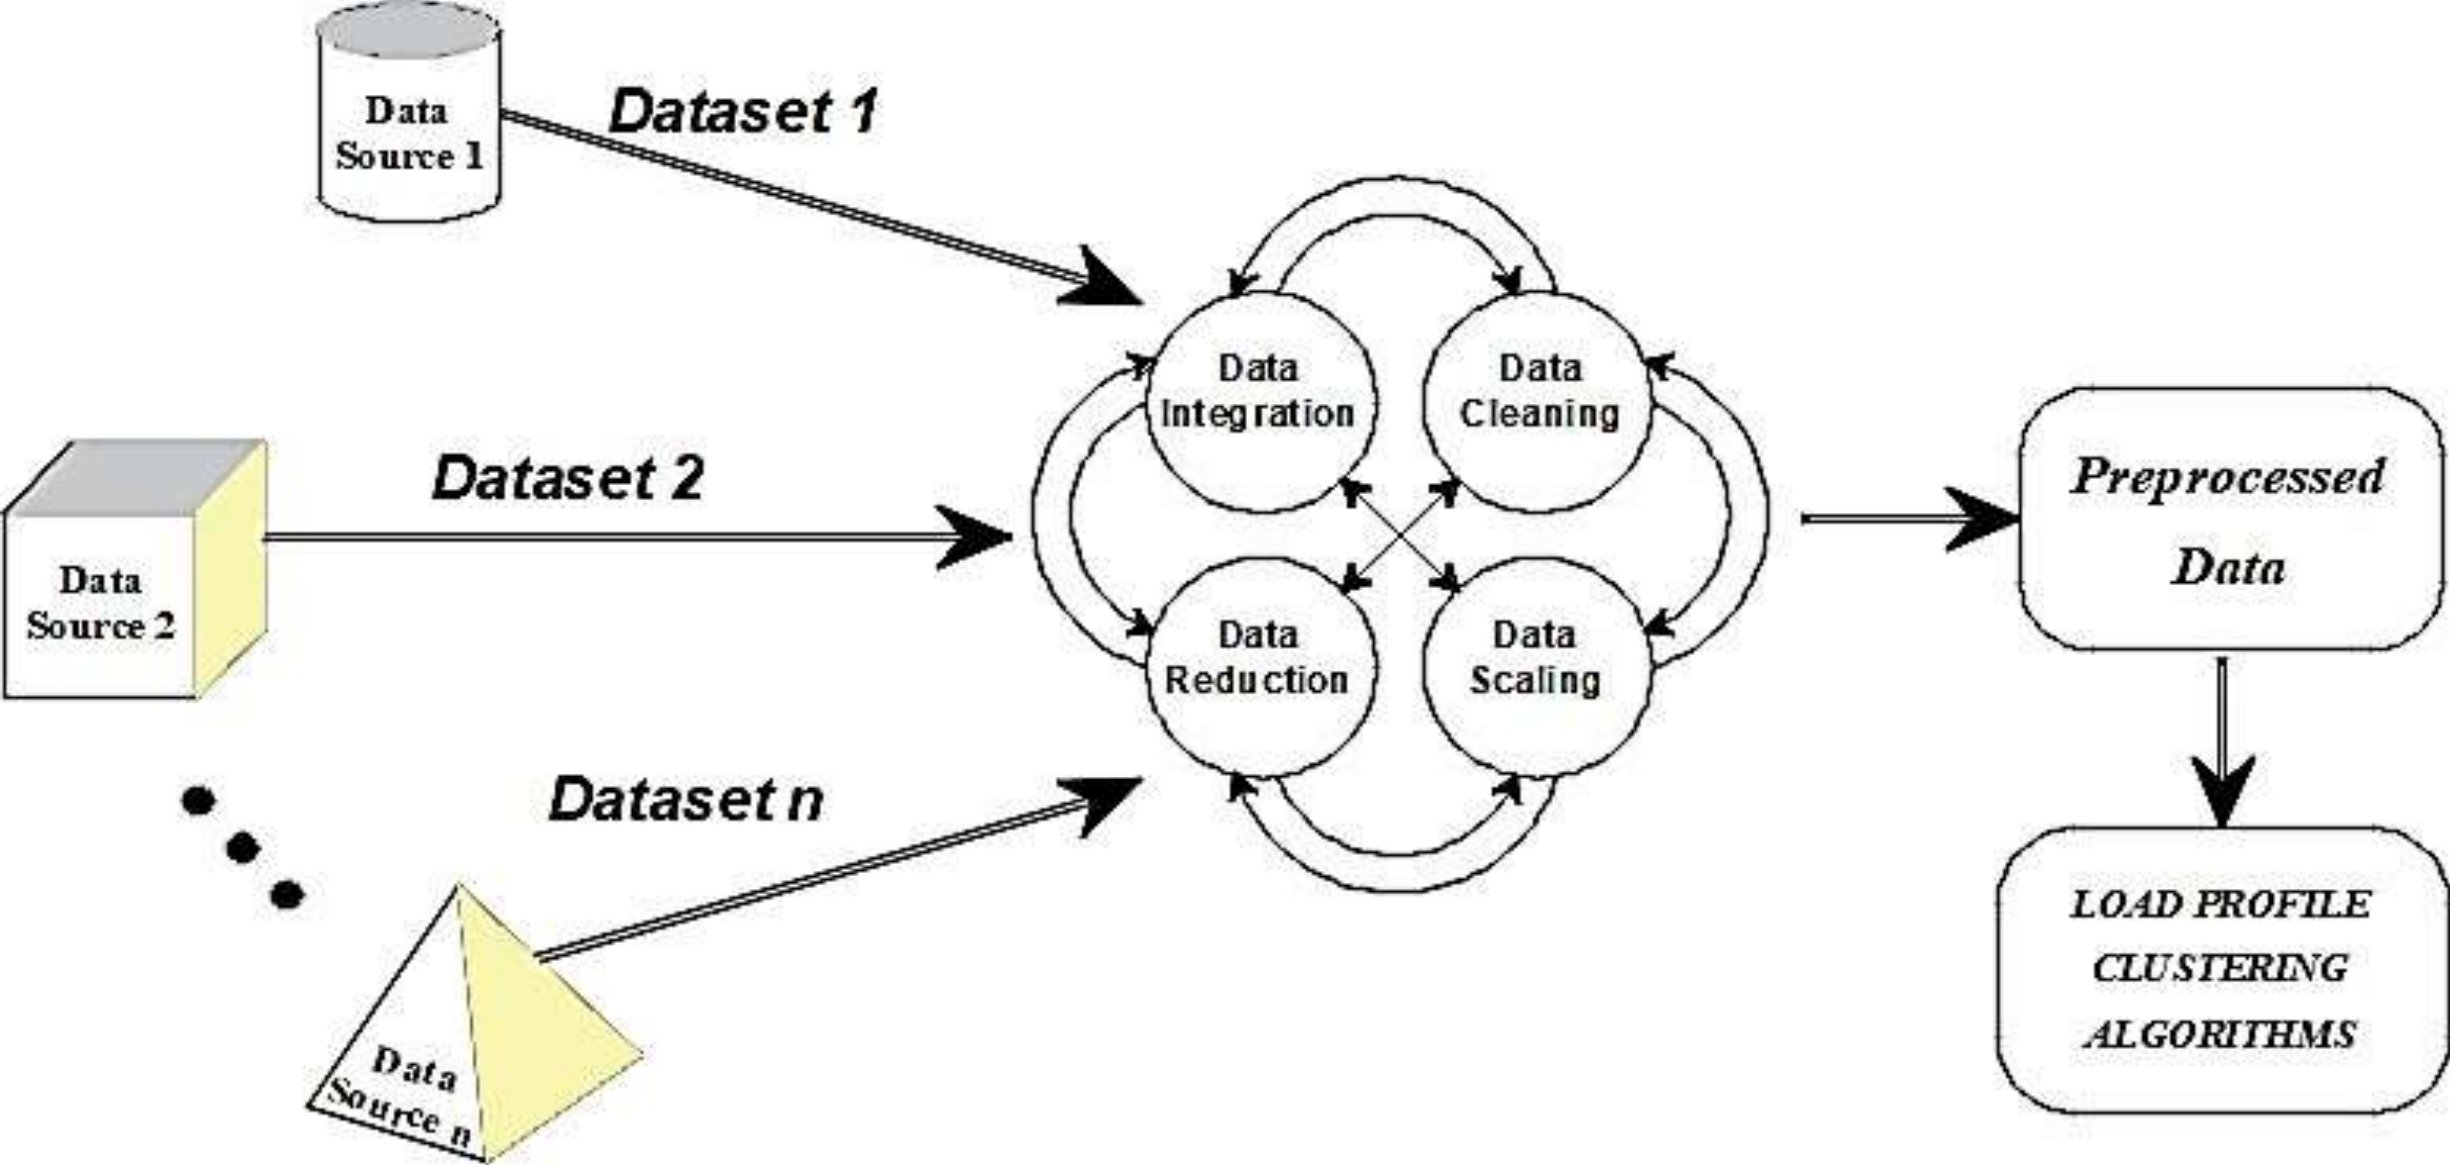 Data
Source 1
Dataset 1
Data
Source 2
Dataset 2
Data
Source n
Dataset n
Data
Integration
Data
Cleaning
Data
Reduction
Data
Scaling
Preprocessed
Data
LOAD PROFILE
CLUSTERING
ALGORITHMS